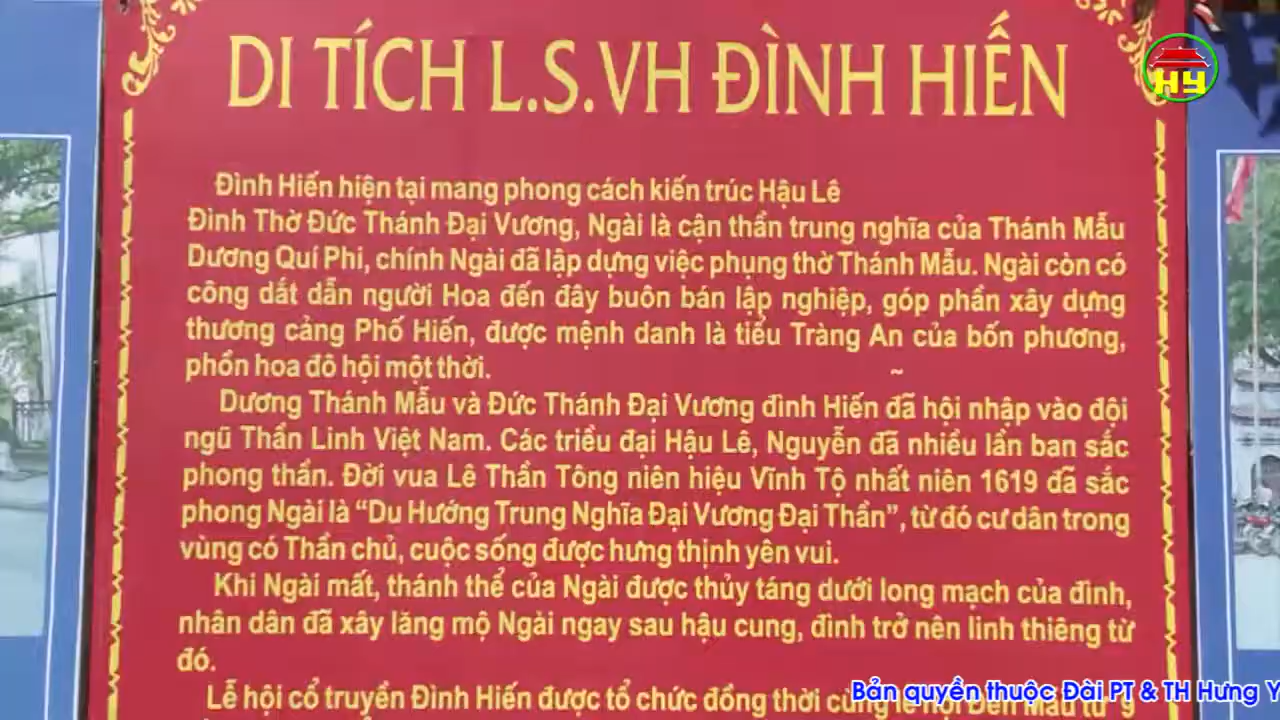 DI TÍCH L.S.VH ĐÌNH HIẾN
HY
Đình Hiến hiện tại mang phong cách kiến trúc Hậu Lê
Đình Thờ Đức Thánh Đại Vương, Ngài là cận thần trung nghĩa của Thánh Mẫu
Dương Quí Phi, chính Ngài đã lập dựng việc phụng thờ Thánh Mẫu. Ngài còn có
công dắt dẫn người Hoa đến đây buôn bán lập nghiệp, góp phần xây dựng
thương cảng Phố Hiến, được mệnh danh là tiểu Tràng An của bốn phương,
phồn hoa đô hội một thời.
Dương Thánh Mẫu và Đức Thánh Đại Vương đình Hiến đã hội nhập vào đội
ngũ Thần Linh Việt Nam. Các triều đại Hậu Lê, Nguyễn đã nhiều lần ban sắc
phong thần. Đời vua Lê Thần Tông niên hiệu Vĩnh Tộ nhất niên 1619 đã sắc
phong Ngài là “Du Hướng Trung Nghĩa Đại Vương Đại Thần”, từ đó cư dân trong
vùng có Thần chủ, cuộc sống được hưng thịnh yên vui.
Khi Ngài mất, thánh thể của Ngài được thủy táng dưới long mạch của đình,
nhân dân đã xây lăng mộ Ngài ngay sau hậu cung, đình trở nên linh thiêng từ
đó.
Lễ hội cổ truyền Đình Hiến được tổ chức đồng thời cùng lễ hội Đền Mẫu từ 9
Bản quyền thuộc Đài PT & TH Hưng Y